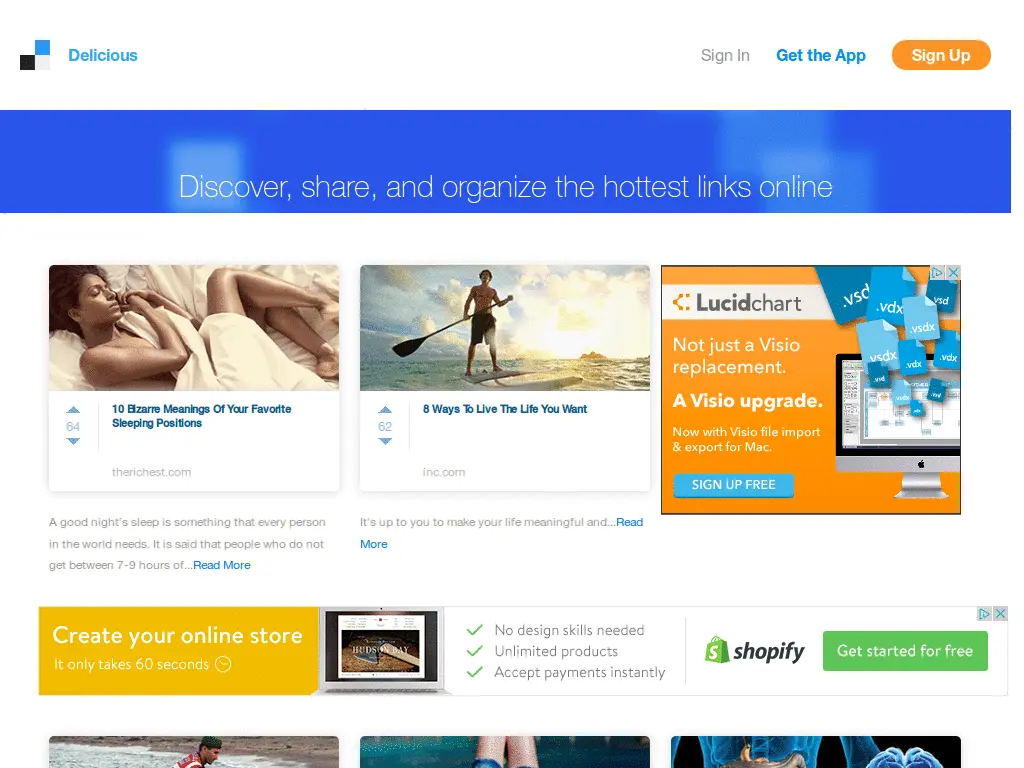 Delicious
Sign In
Get the App
Sign Up
Discover, share, and organize the hottest links online
64
10 Bizarre Meanings Of Your Favorite
Sleeping Positions
therichest.com
62
8 Ways To Live The Life You Want
inc.com
Lucidchart
Not just a Visio
replacement.
A Visio upgrade.
Now with Visio file import
& export for Mac.
SIGN UP FREE
.vsd
.vdx
.vsd
.vsdx
.vsdx
.vdx
.vdx
A good night's sleep is something that every person
in the world needs. It is said that people who do not
get between 7-9 hours of...Read More
It's up to you to make your life meaningful and...Read
More
Create your online store
It only takes 60 seconds
HUDSON BAY
No design skills needed
Unlimited products
Accept payments instantly
shopify
Get started for free